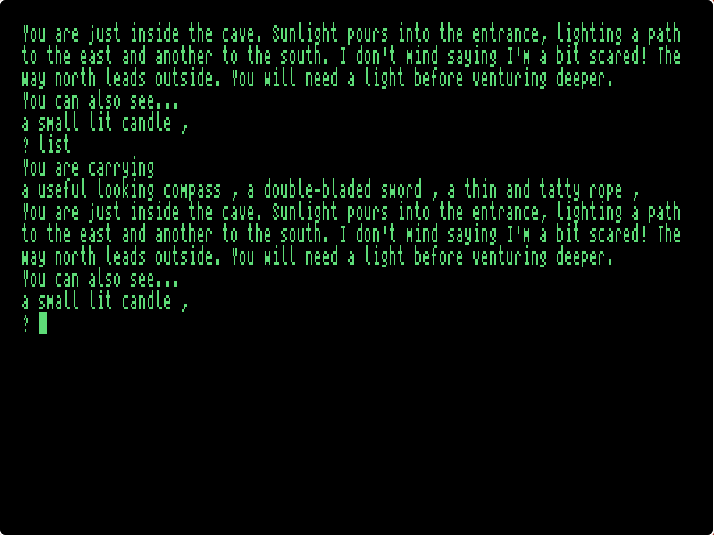 You are just inside the cave. Sunlight pours into the entrance, lighting a path
to the east and another to the south. I don't mind saying I'm a bit scared! The
way north leads outside. You will need a light before venturing deeper.
You can also see...
a small lit candle ,
? list
You are carrying
a useful looking compass , a double-bladed sword , a thin and tatty rope ,
You are just inside the cave. Sunlight pours into the entrance, lighting a path
to the east and another to the south. I don't mind saying I'm a bit scared! The
way north leads outside. You will need a light before venturing deeper.
You can also see...
a small lit candle ,
?